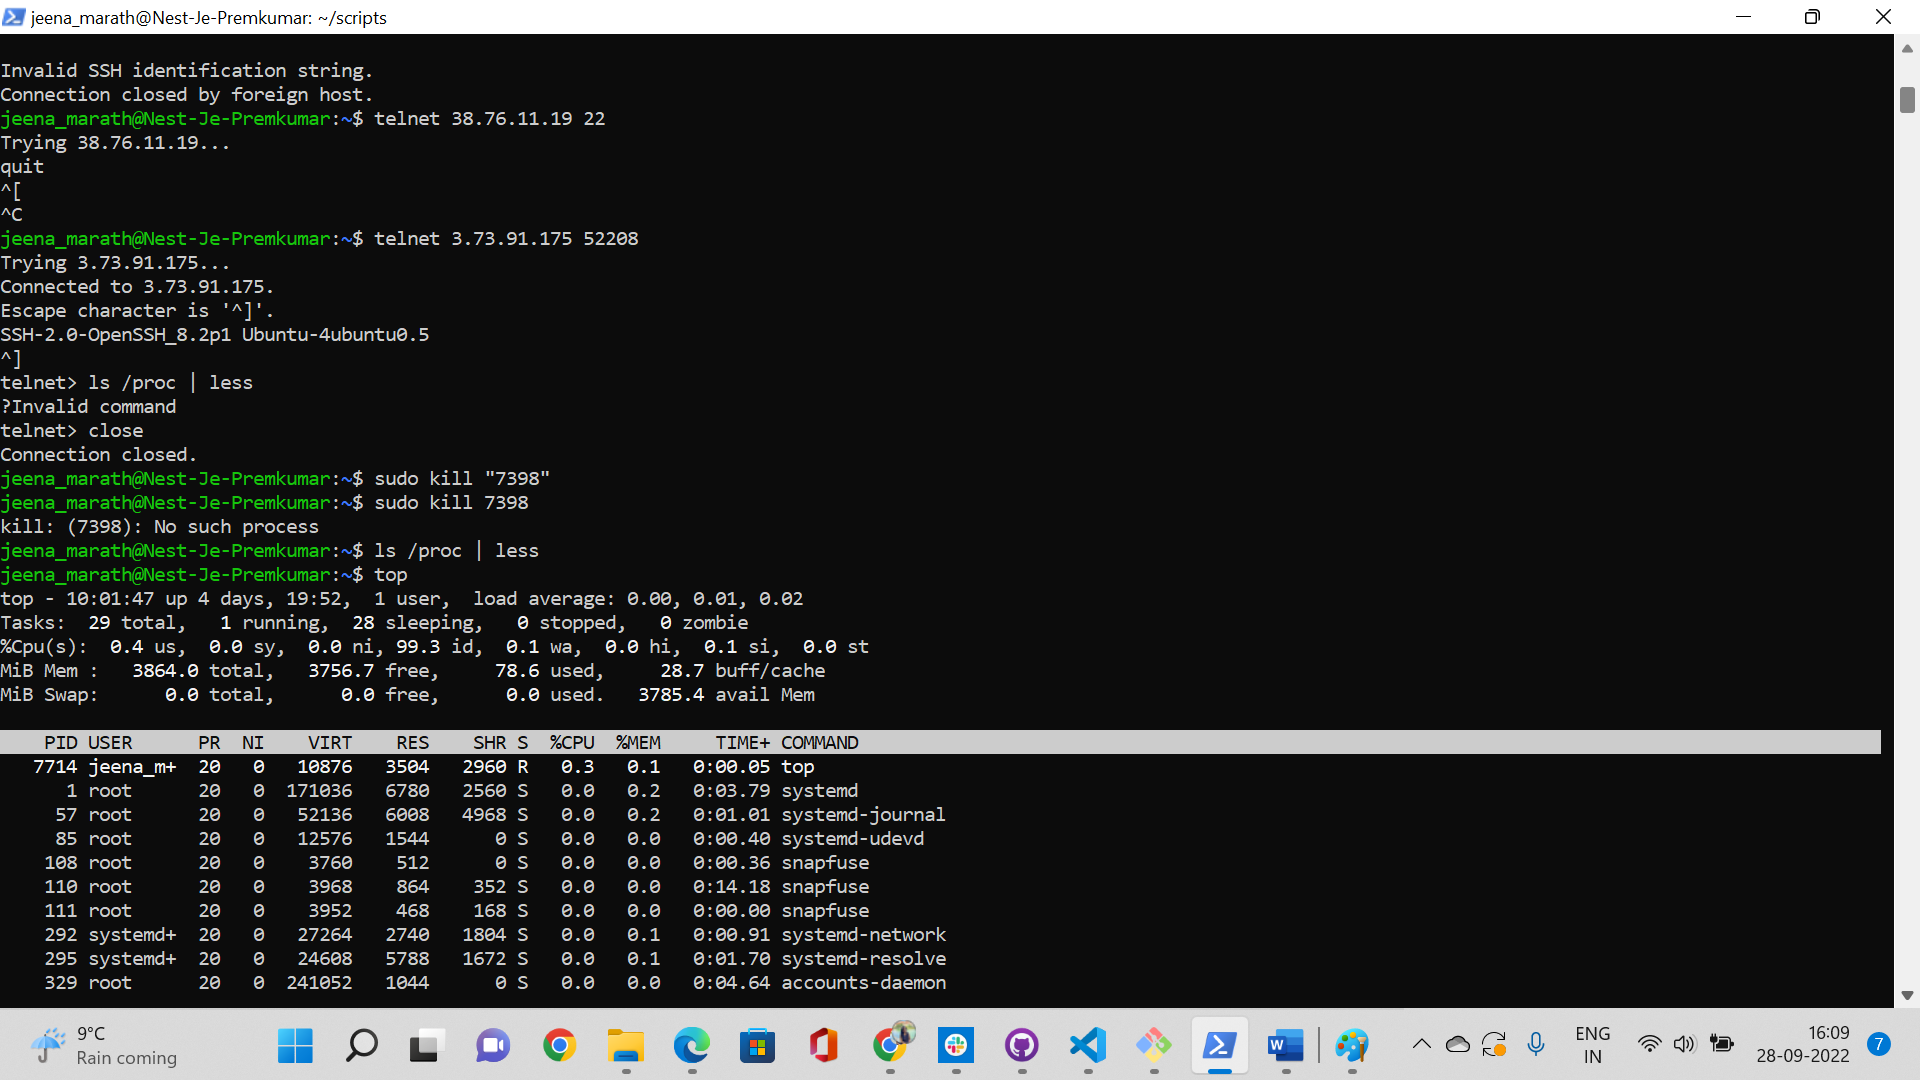 jeena_marath@Nest-Je-Premkumar: ~/scripts
Invalid SSH identification string.
Connection closed by foreign host.
jeena_marath@Nest-Je-Premkumar:~$ telnet 38.76.11.19 22
Trying 38.76.11.19...
quit
^[
^C
jeena_marath@Nest-Je-Premkumar:~$ telnet 3.73.91.175 52208
Trying 3.73.91.175...
Connected to 3.73.91.175.
Escape character is '^]'.
SSH-2.0-OpenSSH_8.2p1 Ubuntu-4ubuntu0.5
^]
telnet> ls /proc | less
?Invalid command
telnet> close
Connection closed.
jeena_marath@Nest-Je-Premkumar:~$ sudo kill "7398"
jeena_marath@Nest-Je-Premkumar:~$ sudo kill 7398
kill: (7398): No such process
jeena_marath@Nest-Je-Premkumar:~$ ls /proc | less
jeena_marath@Nest-Je-Premkumar:~$ top
top - 10:01:47 up 4 days, 19:52,  1 user,  load average: 0.00, 0.01, 0.02
Tasks:  29 total,   1 running,  28 sleeping,   0 stopped,   0 zombie
%Cpu(s):  0.4 us,  0.0 sy,  0.0 ni, 99.3 id,  0.1 wa,  0.0 hi,  0.1 si,  0.0 st
MiB Mem :   3864.0 total,   3756.7 free,     78.6 used,     28.7 buff/cache
MiB Swap:      0.0 total,      0.0 free,      0.0 used.   3785.4 avail Mem
PID USER      PR  NI    VIRT    RES    SHR S  %CPU  %MEM     TIME+ COMMAND
7714 jeena_m+  20   0   10876   3504   2960 R   0.3   0.1   0:00.05 top
1 root      20   0  171036   6780   2560 S   0.0   0.2   0:03.79 systemd
57 root      20   0   52136   6008   4968 S   0.0   0.2   0:01.01 systemd-journal
85 root      20   0   12576   1544      0 S   0.0   0.0   0:00.40 systemd-udevd
108 root      20   0    3760    512      0 S   0.0   0.0   0:00.36 snapfuse
110 root      20   0    3968    864    352 S   0.0   0.0   0:14.18 snapfuse
111 root      20   0    3952    468    168 S   0.0   0.0   0:00.00 snapfuse
292 systemd+  20   0   27264   2740   1804 S   0.0   0.1   0:00.91 systemd-network
295 systemd+  20   0   24608   5788   1672 S   0.0   0.1   0:01.70 systemd-resolve
329 root      20   0  241052   1044      0 S   0.0   0.0   0:04.64 accounts-daemon
9°C
Rain coming
W
ENG
IN
16:09
28-09-2022
7